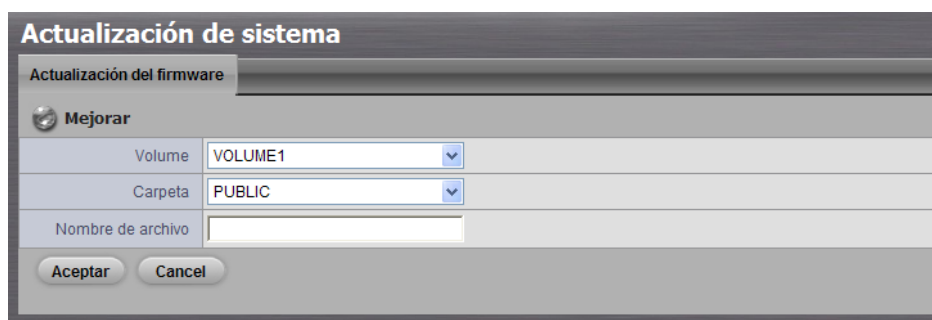 Actualización de sistema
Actualización del firmware
Mejorar
Volume VOLUME1
Carpeta PUBLIC
Nombre de archivo
Aceptar Cancel